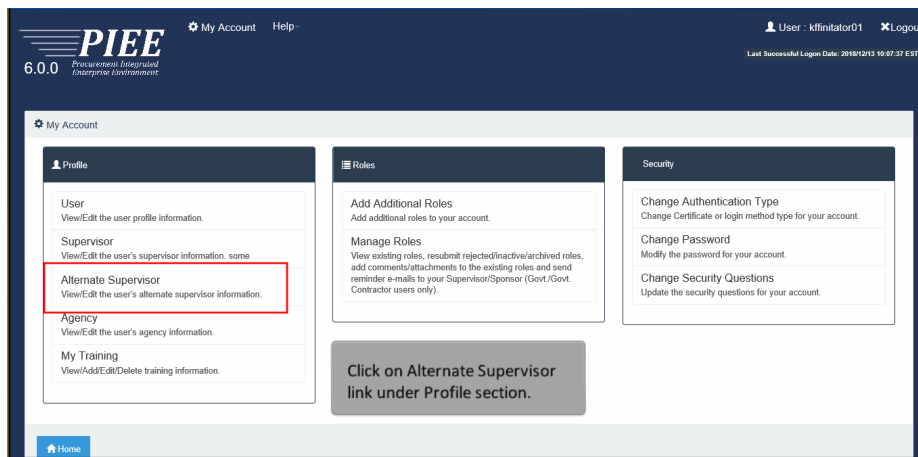 My Account Help
User : kffinitator01 Logou
PIEE
Last Successful Logon Date: 2018/12/13 10:07:37 EST
6.0.0 Procurement Integrated
Enterprise Environment
My Account
Profile
User
View/Edit the user profile information.
Supervisor
View/Edit the user's supervisor information. some
Alternate Supervisor
View/Edit the user's alternate supervisor information.
Agency
View/Edit the user's agency information.
My Training
View/Add/Edit/Delete training information.
Roles
Add Additional Roles
Add additional roles to your account.
Manage Roles
View existing roles, resubmit rejected/inactive/archived roles,
add comments/attachments to the existing roles and send
reminder e-mails to your Supervisor/Sponsor (Govt./Govt.
Contractor users only).
Security
Change Authentication Type
Change Certificate or login method type for your account.
Change Password
Modify the password for your account.
Change Security Questions
Update the security questions for your account.
Click on Alternate Supervisor
link under Profile section.
Home